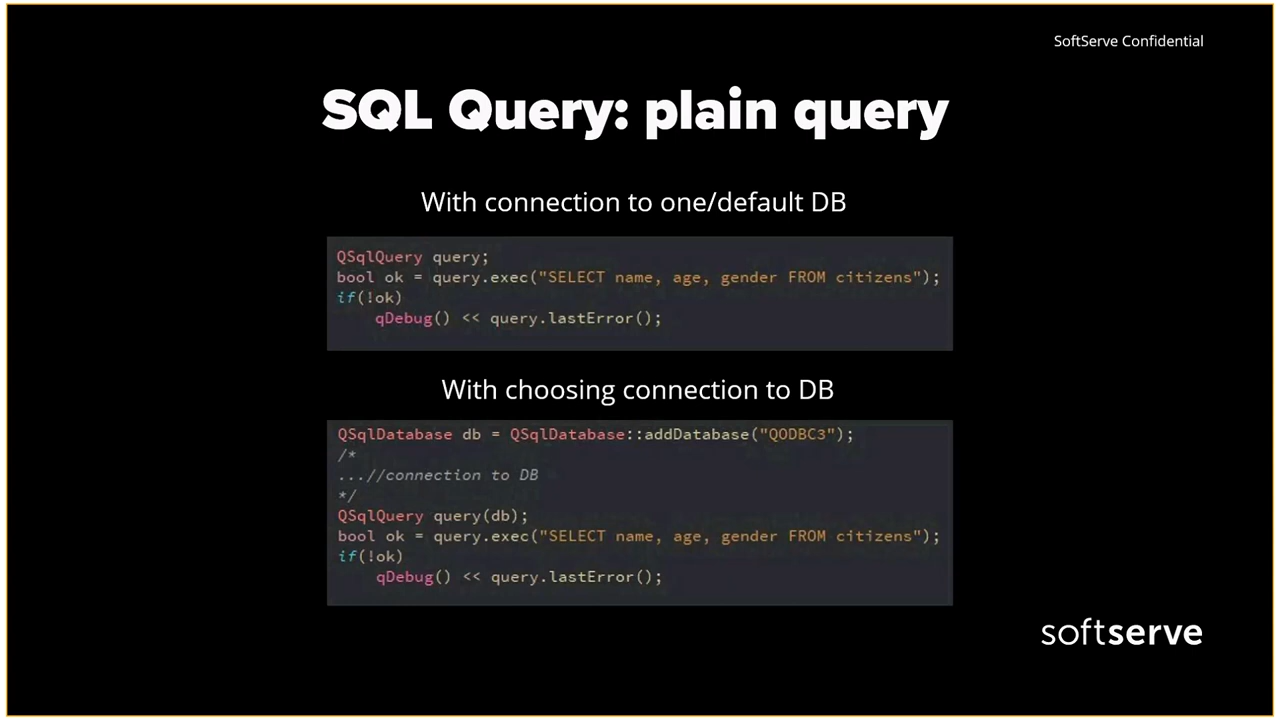 SoftServe Confidential
SQL Query: plain query
With connection to one/default DB
QSqlQuery query;
bool ok = query.exec("SELECT name, age, gender FROM citizens");
if(!ok)
    qDebug() << query.lastError();
With choosing connection to DB
QSqlDatabase db = QSqlDatabase::addDatabase("QODBC3");
/*
...//connection to DB
*/
QSqlQuery query(db);
bool ok = query.exec("SELECT name, age, gender FROM citizens");
if(!ok)
    qDebug() << query.lastError();
softserve